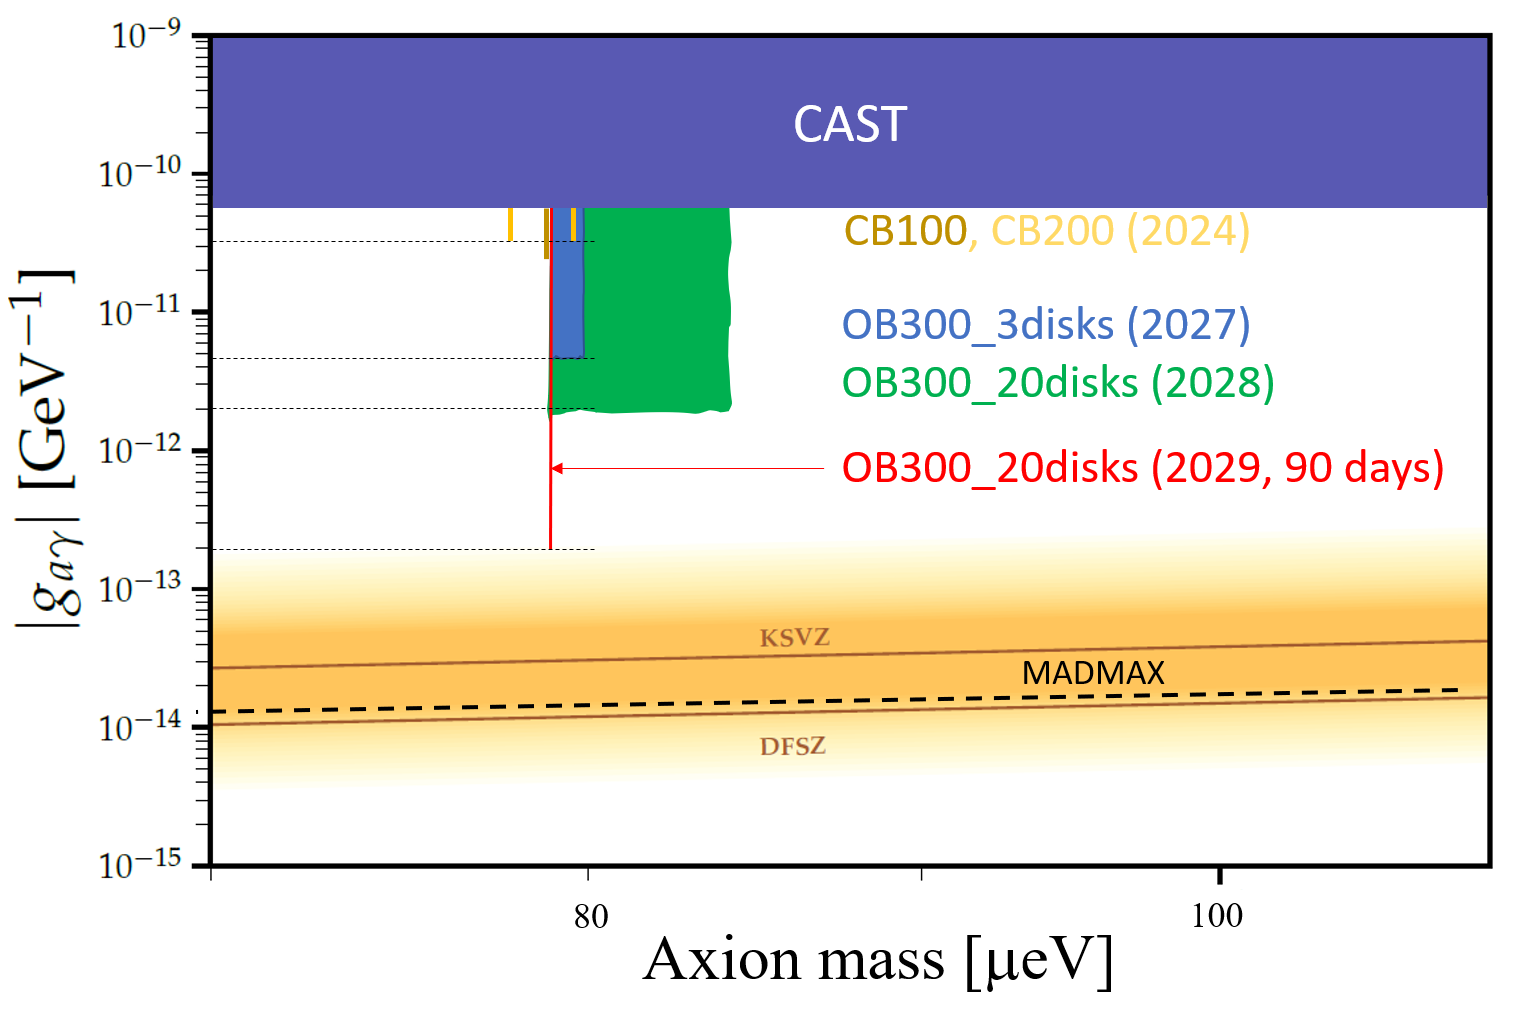 10⁻⁹
CAST
10⁻¹⁰
CB100, CB200 (2024)
10⁻¹¹
OB300_3disks (2027)
OB300_20disks (2028)
10⁻¹²
OB300_20disks (2029, 90 days)
10⁻¹³
KSVZ
MADMAX
10⁻¹⁴
DFSZ
10⁻¹⁵
|gₐᵧ| [GeV⁻¹]
80
100
Axion mass [μeV]